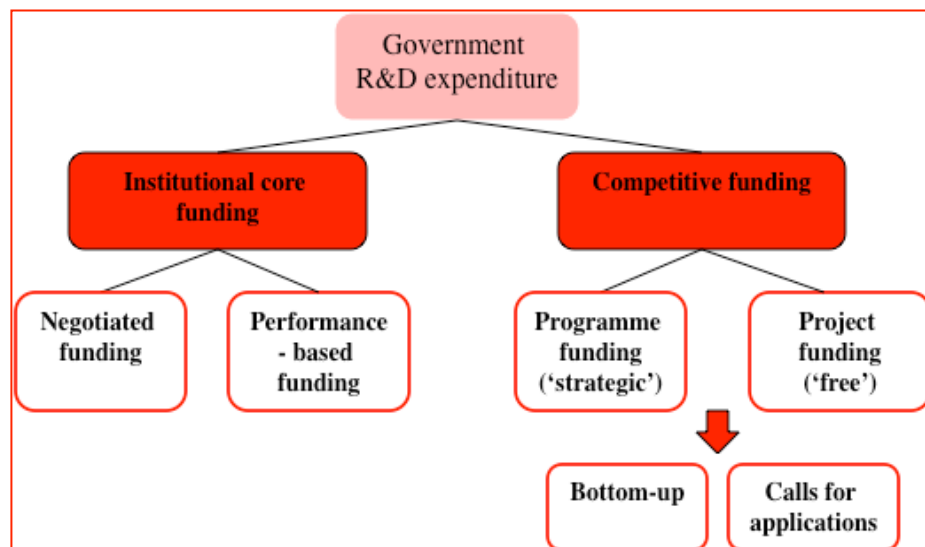 Government
R&D expenditure
Institutional core
funding
Competitive funding
Negotiated
funding
Performance
- based
funding
Programme
funding
(‘strategic’)
Project
funding
(‘free’)
Bottom-up
Calls for
applications